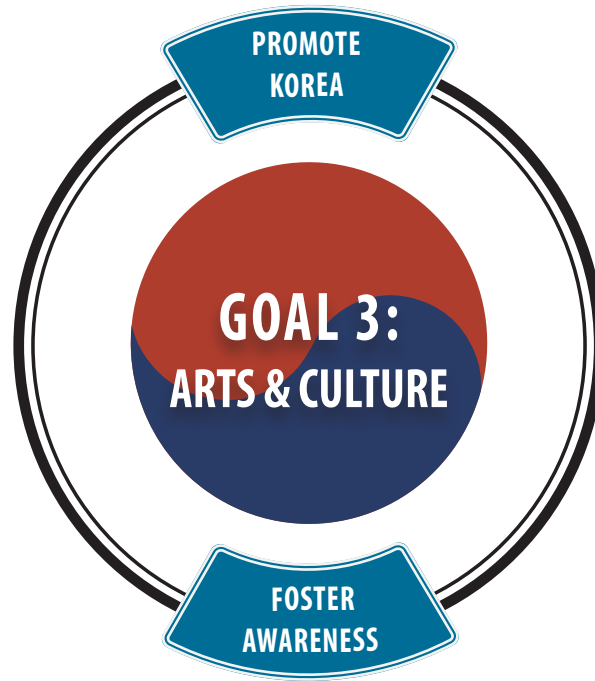 PROMOTE
KOREA
GOAL 3:
ARTS & CULTURE
FOSTER
AWARENESS